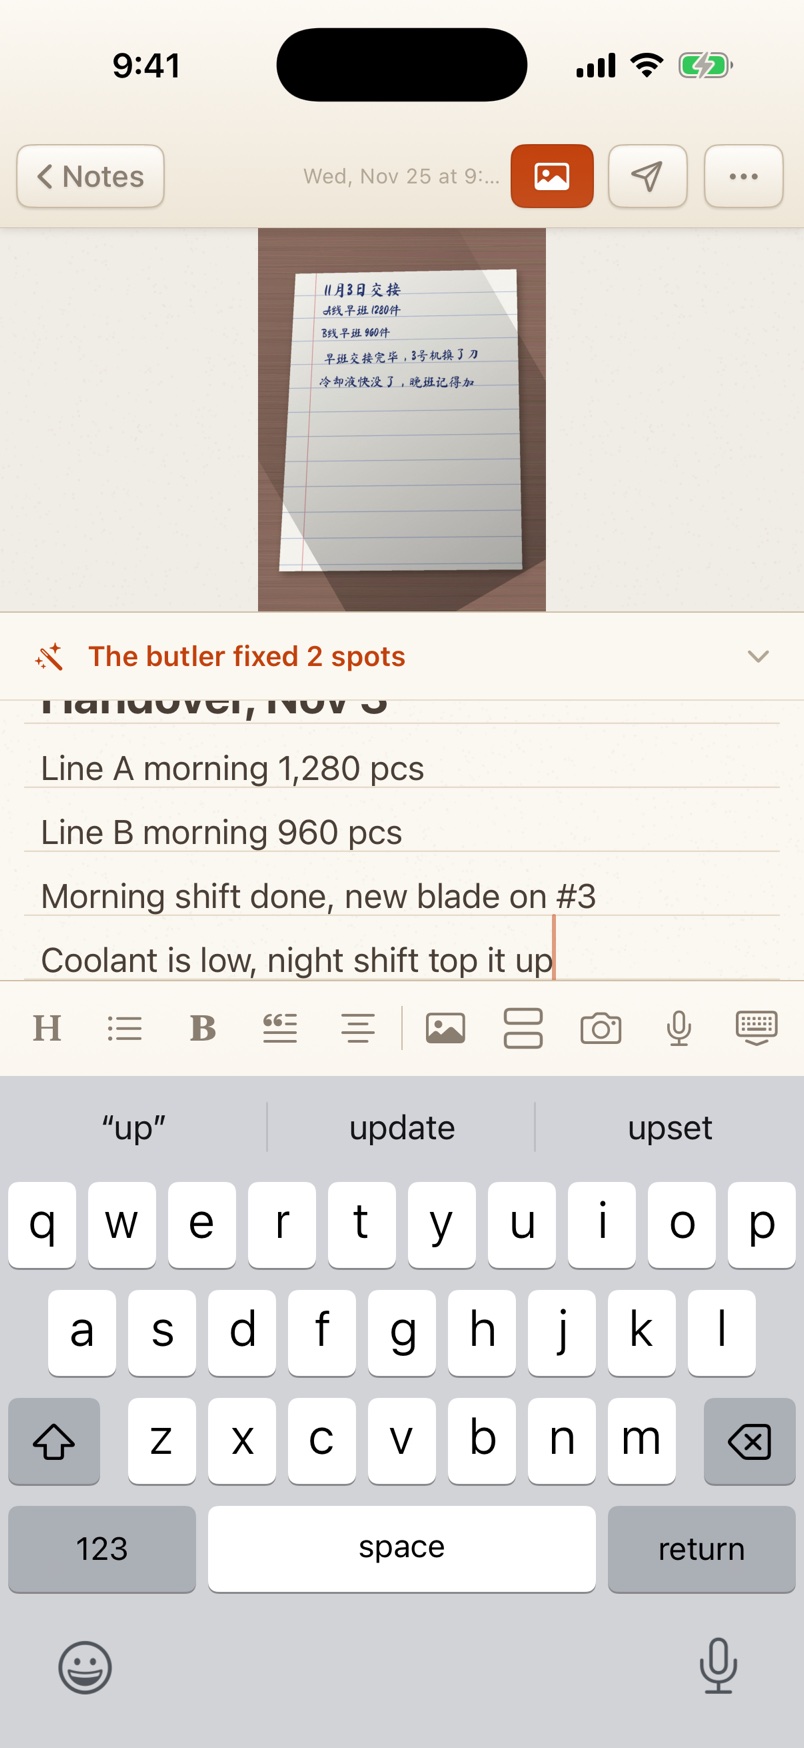 9:41
Notes
Wed, Nov 25 at 9:...
11月3日交接
A线早班1280件
B线早班960件
早班交接完毕，3号机换了刀
冷却液快没了，晚班记得加
The butler fixed 2 spots
Handover, Nov 3
Line A morning 1,280 pcs
Line B morning 960 pcs
Morning shift done, new blade on #3
Coolant is low, night shift top it up
H B
“up” update upset
q w e r t y u i o p
a s d f g h j k l
z x c v b n m
123 space return